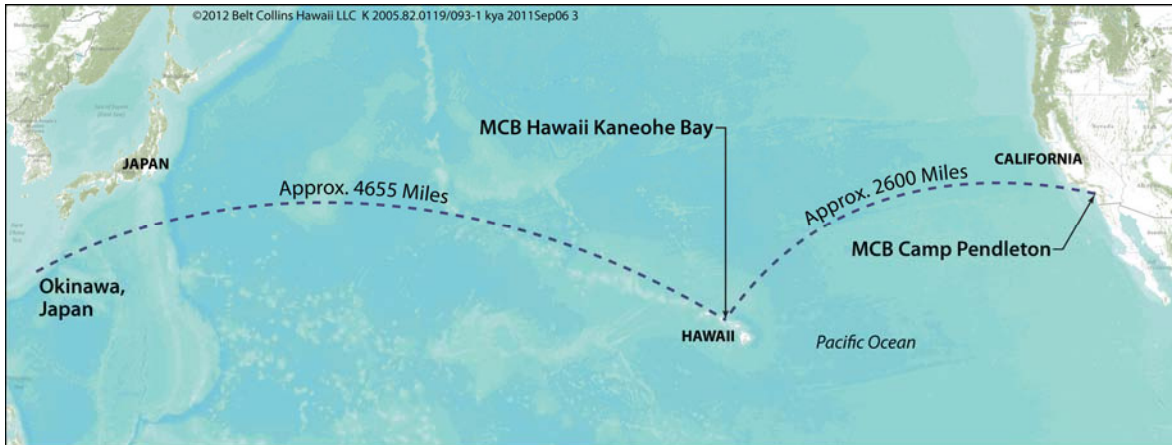 ©2012 Belt Collins Hawaii LLC K 2005.82.0119/093-1 kya 2011Sep06 3
MCB Hawaii Kaneohe Bay
JAPAN
CALIFORNIA
Nevada
Approx. 4655 Miles
Approx. 2600 Miles
MCB Camp Pendleton
Okinawa,
Japan
HAWAII
Pacific Ocean